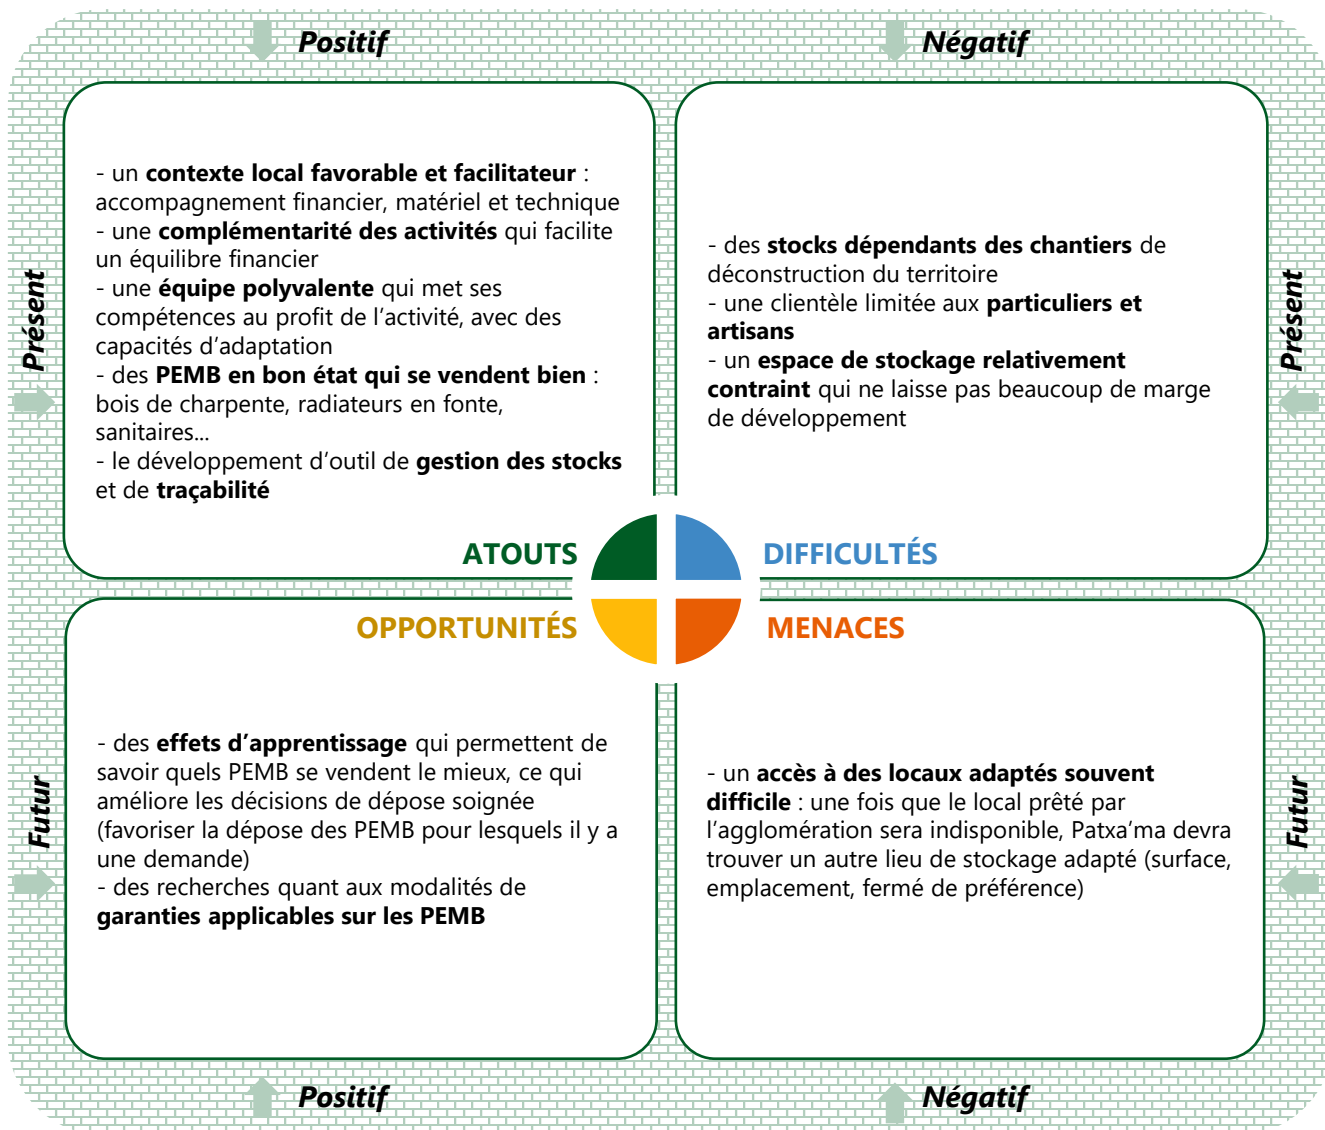 Positif
Négatif
Présent
- un contexte local favorable et facilitateur :
accompagnement financier, matériel et technique
- une complémentarité des activités qui facilite
un équilibre financier
- une équipe polyvalente qui met ses
compétences au profit de l’activité, avec des
capacités d’adaptation
- des PEMB en bon état qui se vendent bien :
bois de charpente, radiateurs en fonte,
sanitaires...
- le développement d’outil de gestion des stocks
et de traçabilité
ATOUTS
- des stocks dépendants des chantiers de
déconstruction du territoire
- une clientèle limitée aux particuliers et
artisans
- un espace de stockage relativement
contraint qui ne laisse pas beaucoup de marge
de développement
DIFFICULTÉS
Présent
Futur
OPPORTUNITÉS
- des effets d’apprentissage qui permettent de
savoir quels PEMB se vendent le mieux, ce qui
améliore les décisions de dépose soignée
(favoriser la dépose des PEMB pour lesquels il y a
une demande)
- des recherches quant aux modalités de
garanties applicables sur les PEMB
MENACES
- un accès à des locaux adaptés souvent
difficile : une fois que le local prêté par
l’agglomération sera indisponible, Patxa’ma devra
trouver un autre lieu de stockage adapté (surface,
emplacement, fermé de préférence)
Futur
Positif
Négatif